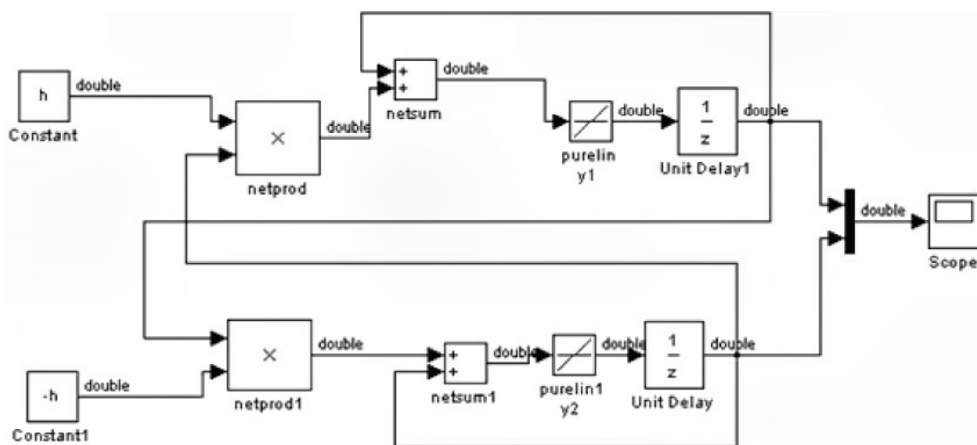 h
Constant
double
×
netprod
double
+
+
netsum
double
purelin
y1
double
1
z
Unit Delay1
double
double
Scope
-h
Constant1
double
×
netprod1
double
+
+
netsum1
double
purelin1
y2
double
1
z
Unit Delay
double